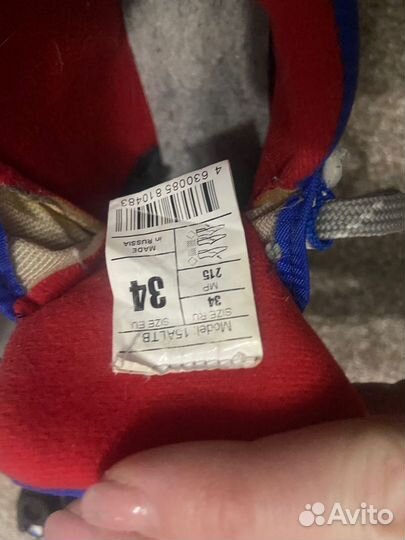 Model 15ALTB
SIZE RU
34
SIZE EU
34
MP
215
MADE
in RUSSIA
4 630085 810483
Avito